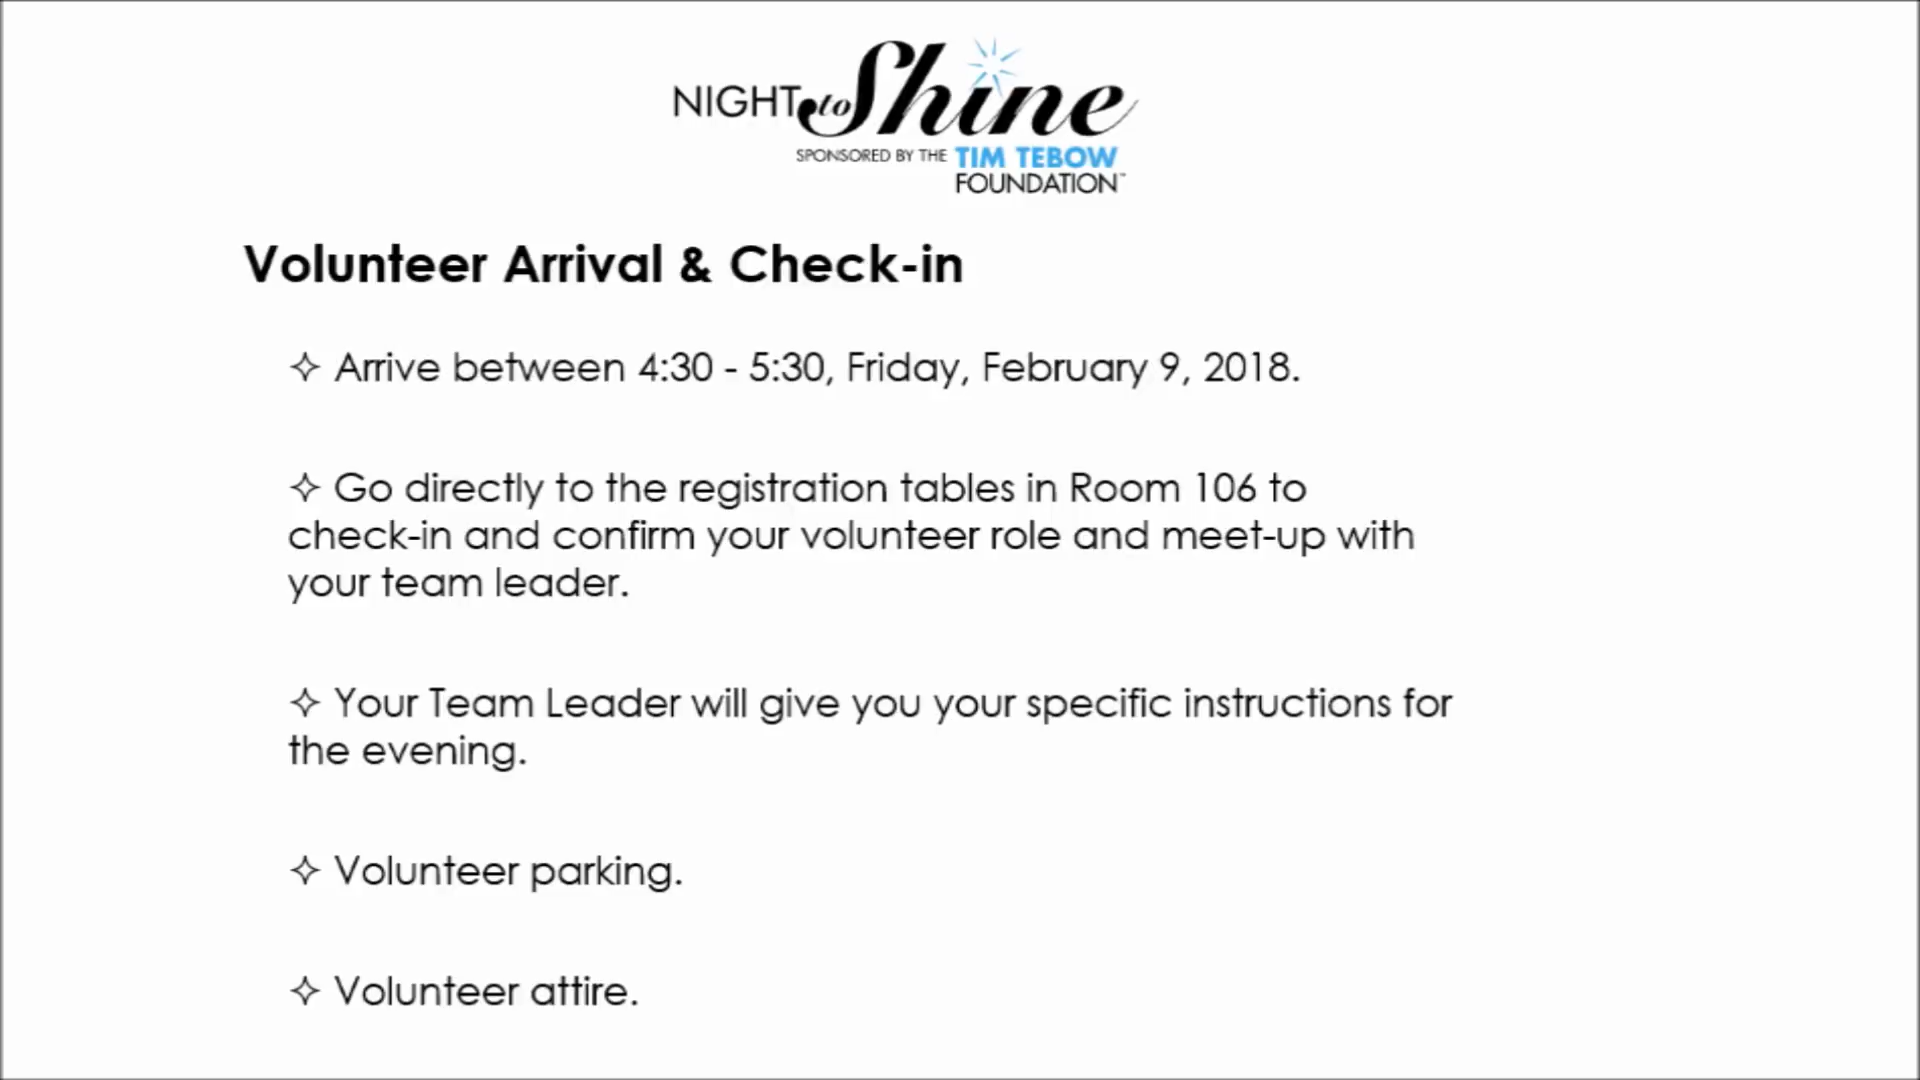 NIGHT to Shine
SPONSORED BY THE TIM TEBOW
FOUNDATION™
Volunteer Arrival & Check-in
✧ Arrive between 4:30 - 5:30, Friday, February 9, 2018.
✧ Go directly to the registration tables in Room 106 to
check-in and confirm your volunteer role and meet-up with
your team leader.
✧ Your Team Leader will give you your specific instructions for
the evening.
✧ Volunteer parking.
✧ Volunteer attire.